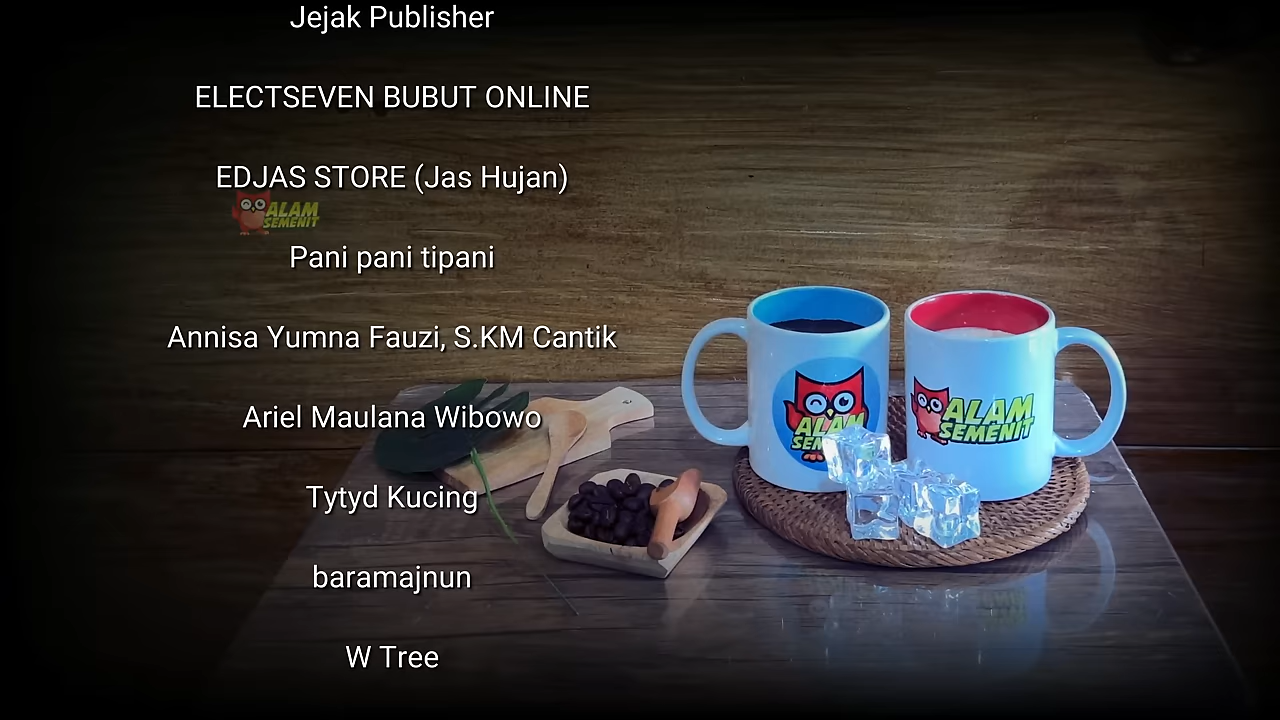 Jejak Publisher
ELECTSEVEN BUBUT ONLINE
EDJAS STORE (Jas Hujan)
ALAM
SEMENIT
Pani pani tipani
Annisa Yumna Fauzi, S.KM Cantik
Ariel Maulana Wibowo
Tytyd Kucing
baramajnun
W Tree
ALAM
SEMENIT
ALAM
SEMENIT